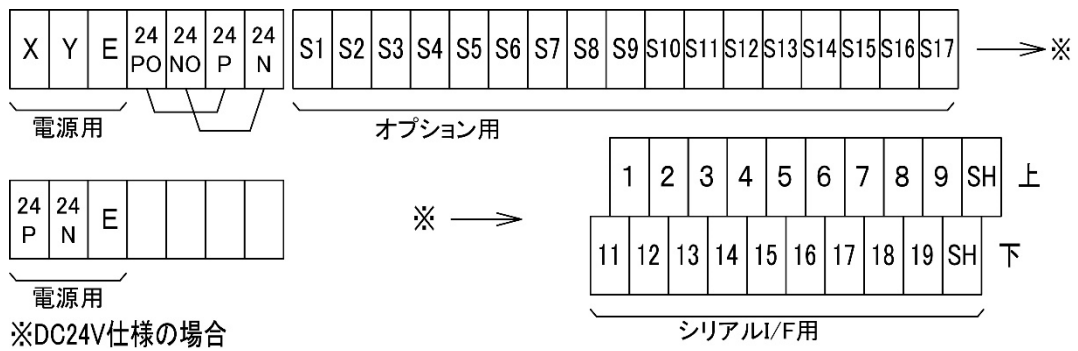 X Y E 24 PO 24 NO 24 P 24 N S1 S2 S3 S4 S5 S6 S7 S8 S9 S10 S11 S12 S13 S14 S15 S16 S17 ※
電源用 オプション用
1 2 3 4 5 6 7 8 9 SH 上
24 P 24 N E ※
11 12 13 14 15 16 17 18 19 SH 下
電源用 シリアルI/F用
※DC24V仕様の場合